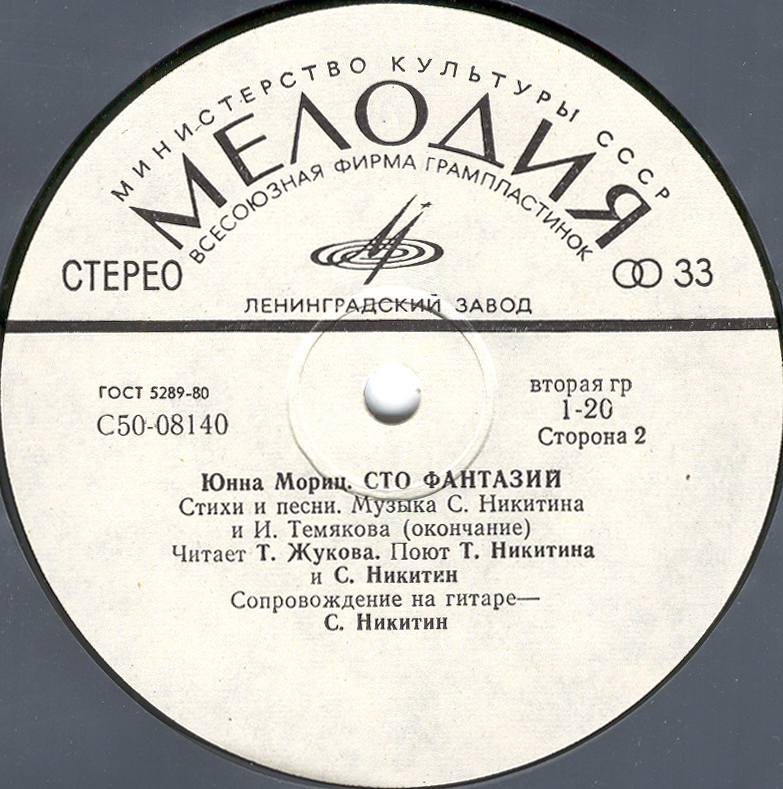 МИНИСТЕРСТВО КУЛЬТУРЫ СССР
МЕЛОДИЯ
ВСЕСОЮЗНАЯ ФИРМА ГРАМПЛАСТИНОК
СТЕРЕО
33
ЛЕНИНГРАДСКИЙ ЗАВОД
ГОСТ 5289-80
С50-08140
вторая гр
1-20
Сторона 2
Юнна Мориц. СТО ФАНТАЗИЙ
Стихи и песни. Музыка С. Никитина
и И. Темякова (окончание)
Читает Т. Жукова. Поют Т. Никитина
и С. Никитин
Сопровождение на гитаре—
С. Никитин